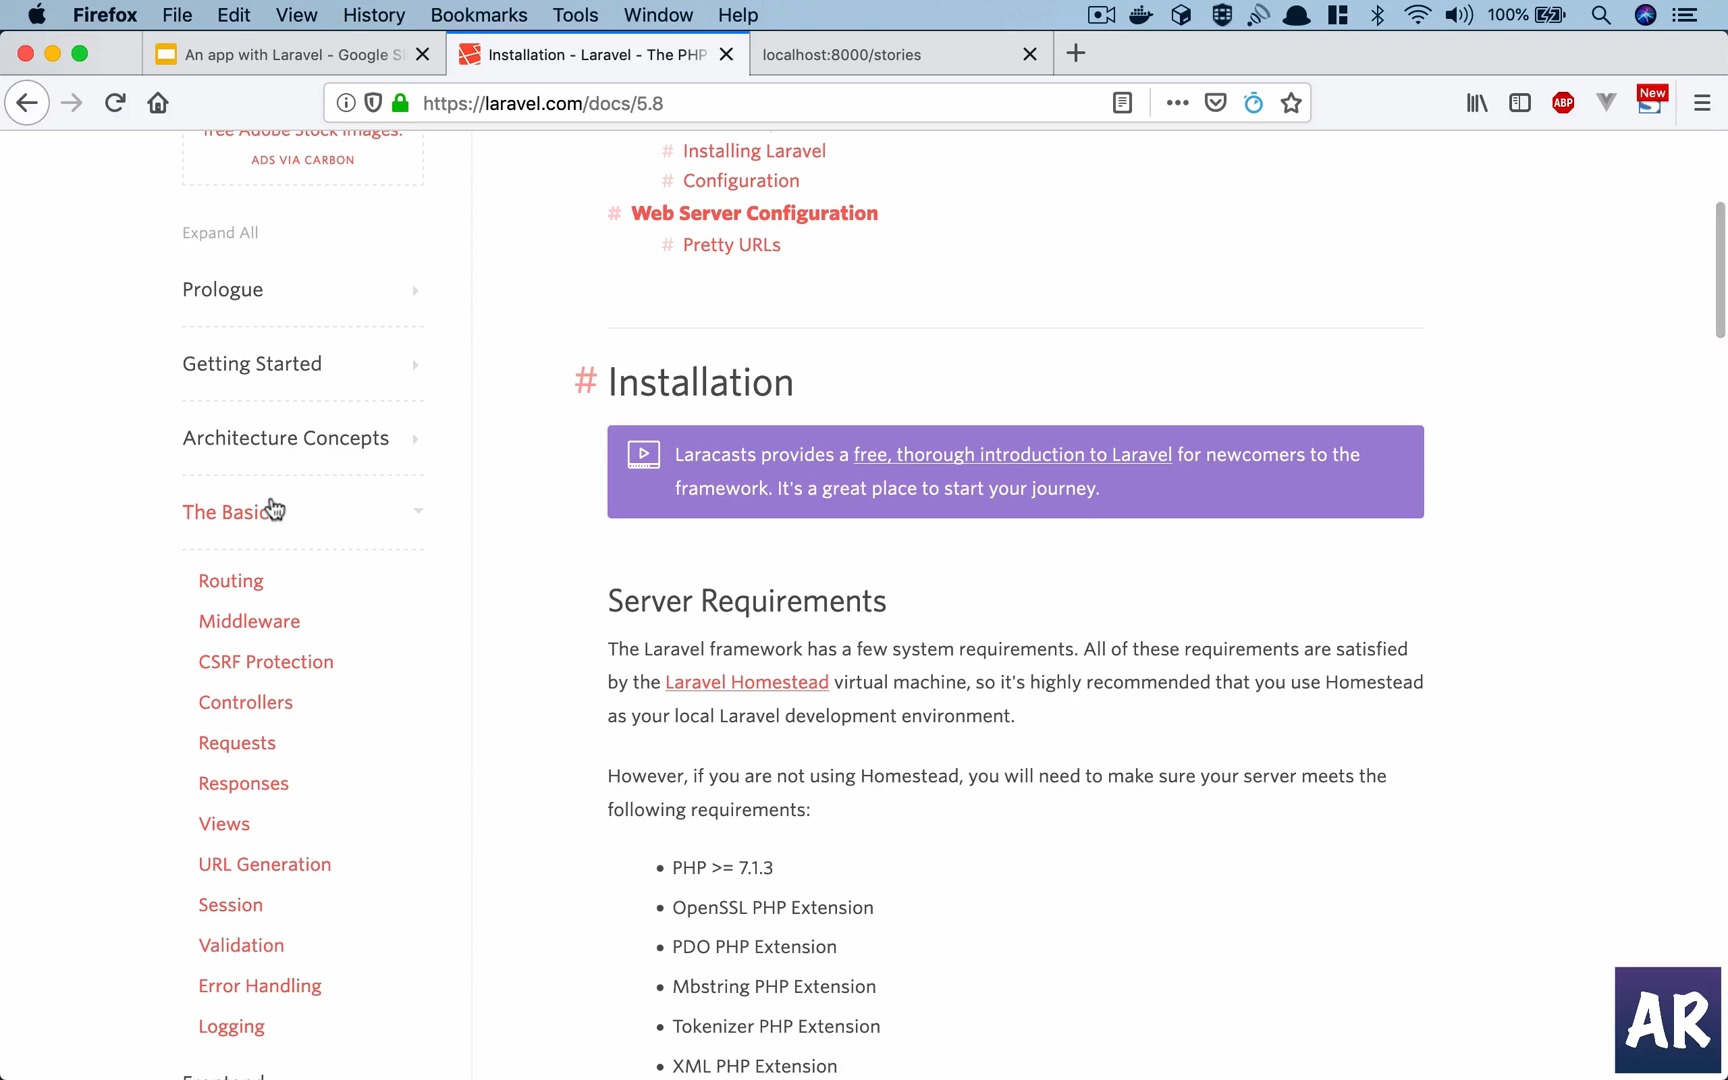 Firefox File Edit View History Bookmarks Tools Window Help 100%
An app with Laravel - Google Sl
Installation - Laravel - The PHP
localhost:8000/stories
https://laravel.com/docs/5.8
ABP
New
free Adobe Stock images.
ADS VIA CARBON
Expand All
Prologue
Getting Started
Architecture Concepts
The Basic
Routing
Middleware
CSRF Protection
Controllers
Requests
Responses
Views
URL Generation
Session
Validation
Error Handling
Logging
Frontend
# Installing Laravel
# Configuration
# Web Server Configuration
# Pretty URLs
# Installation
Laracasts provides a free, thorough introduction to Laravel for newcomers to the
framework. It's a great place to start your journey.
Server Requirements
The Laravel framework has a few system requirements. All of these requirements are satisfied
by the Laravel Homestead virtual machine, so it's highly recommended that you use Homestead
as your local Laravel development environment.
However, if you are not using Homestead, you will need to make sure your server meets the
following requirements:
• PHP >= 7.1.3
• OpenSSL PHP Extension
• PDO PHP Extension
• Mbstring PHP Extension
• Tokenizer PHP Extension
• XML PHP Extension
AR